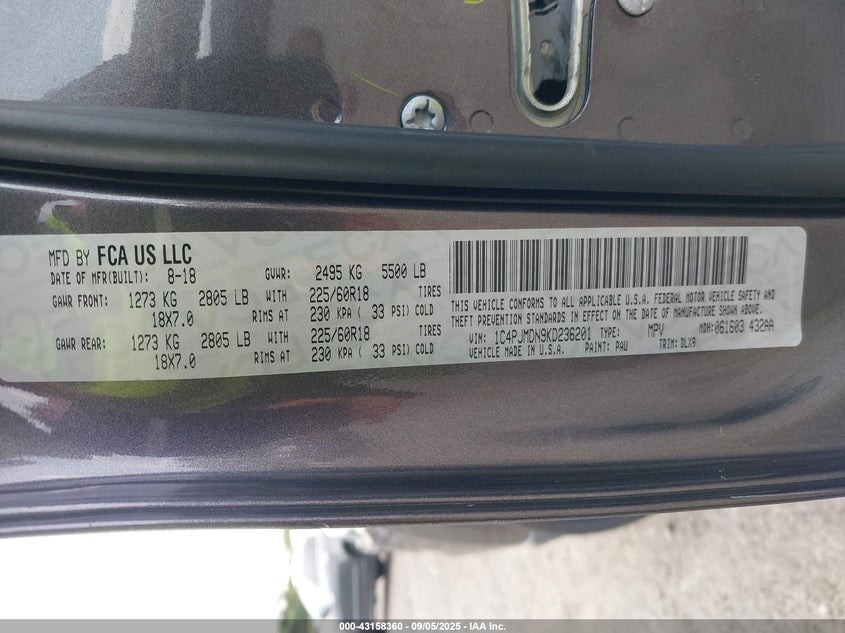 MFD BY FCA US LLC
DATE OF MFR(BUILT): 8-18 GVWR: 2495 KG 5500 LB
GAWR FRONT: 1273 KG 2805 LB WITH 225/60R18 TIRES
18X7.0 RIMS AT 230 KPA ( 33 PSI) COLD
GAWR REAR: 1273 KG 2805 LB WITH 225/60R18 TIRES
18X7.0 RIMS AT 230 KPA ( 33 PSI) COLD
THIS VEHICLE CONFORMS TO ALL APPLICABLE U.S.A. FEDERAL MOTOR VEHICLE SAFETY AND
THEFT PREVENTION STANDARDS IN EFFECT ON THE DATE OF MANUFACTURE SHOWN ABOVE.
VIN: 1C4PJMDN9KD236201 TYPE: MPV MDH: 061603 432AA
VEHICLE MADE IN U.S.A. PAINT: PAU TRIM: DLX9
000-43158360 - 09/05/2025 - IAA Inc.